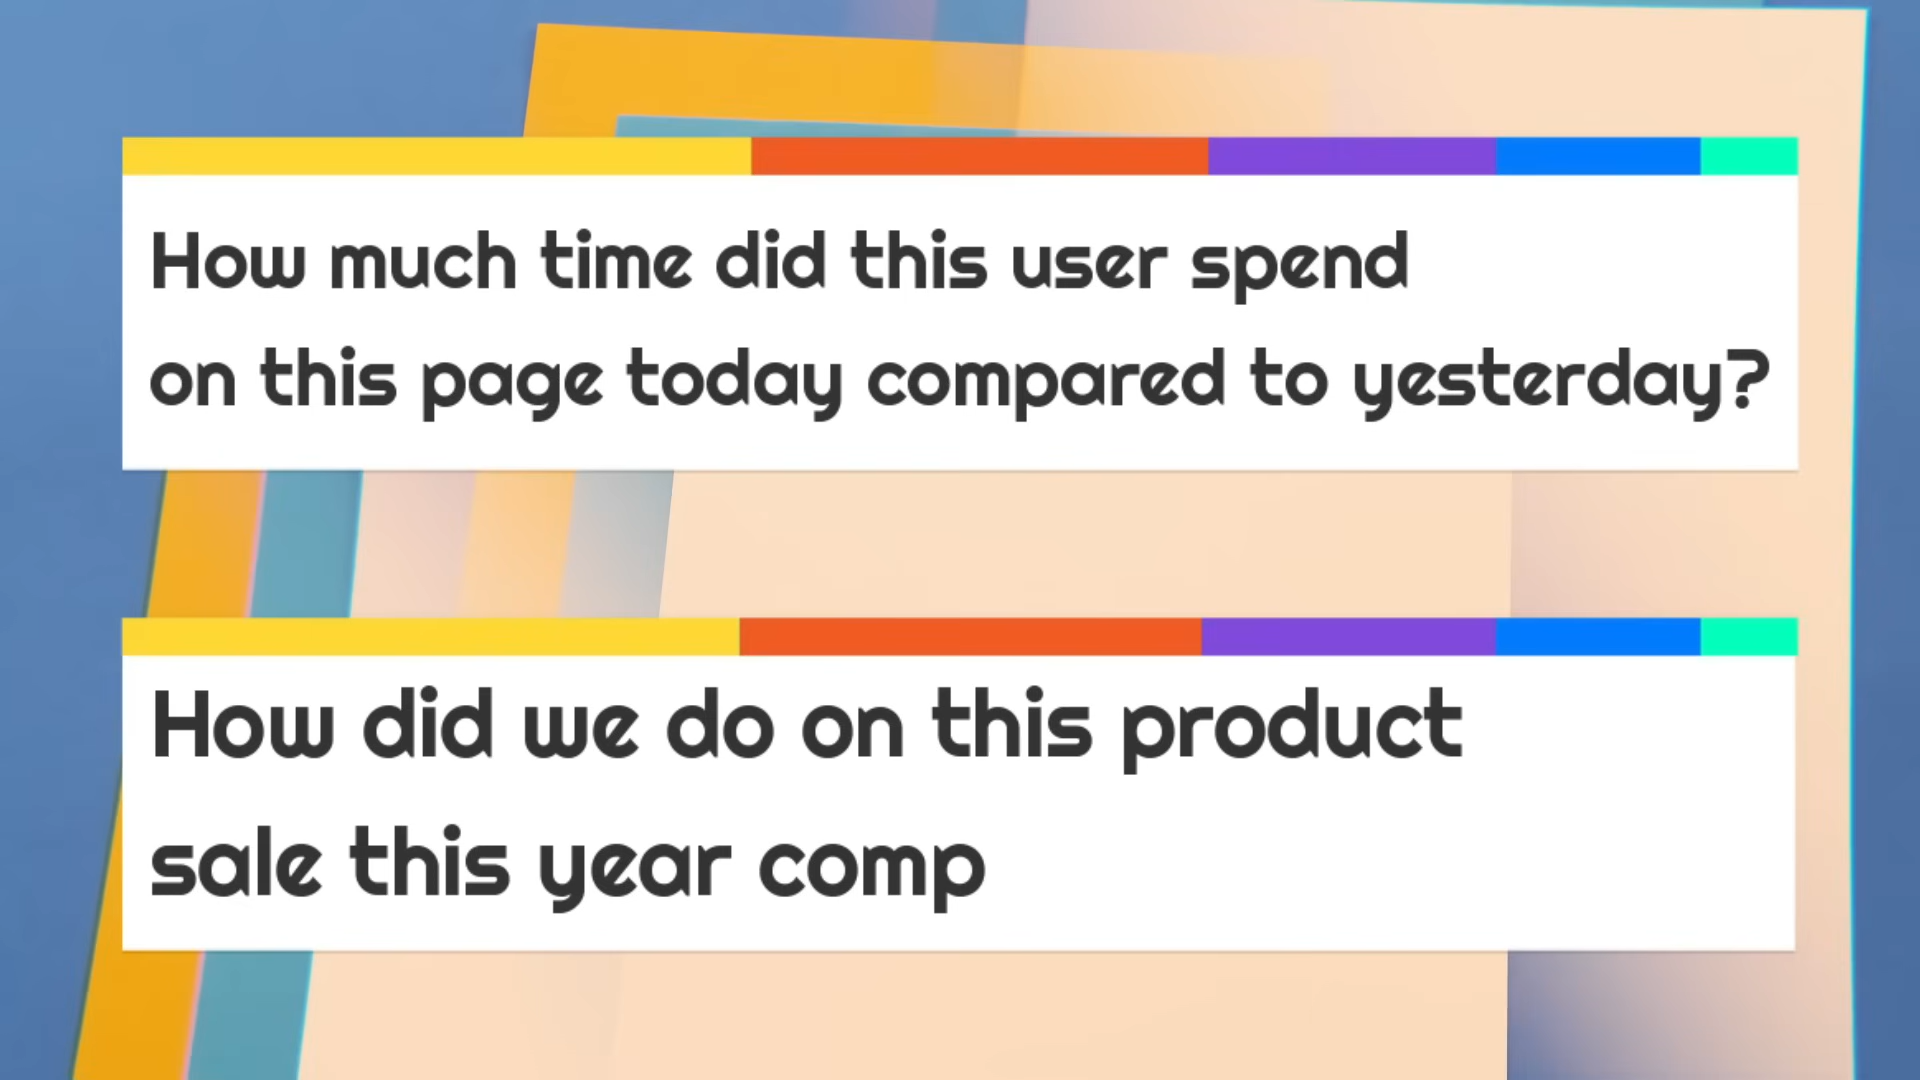 How much time did this user spend
on this page today compared to yesterday?
How did we do on this product
sale this year comp